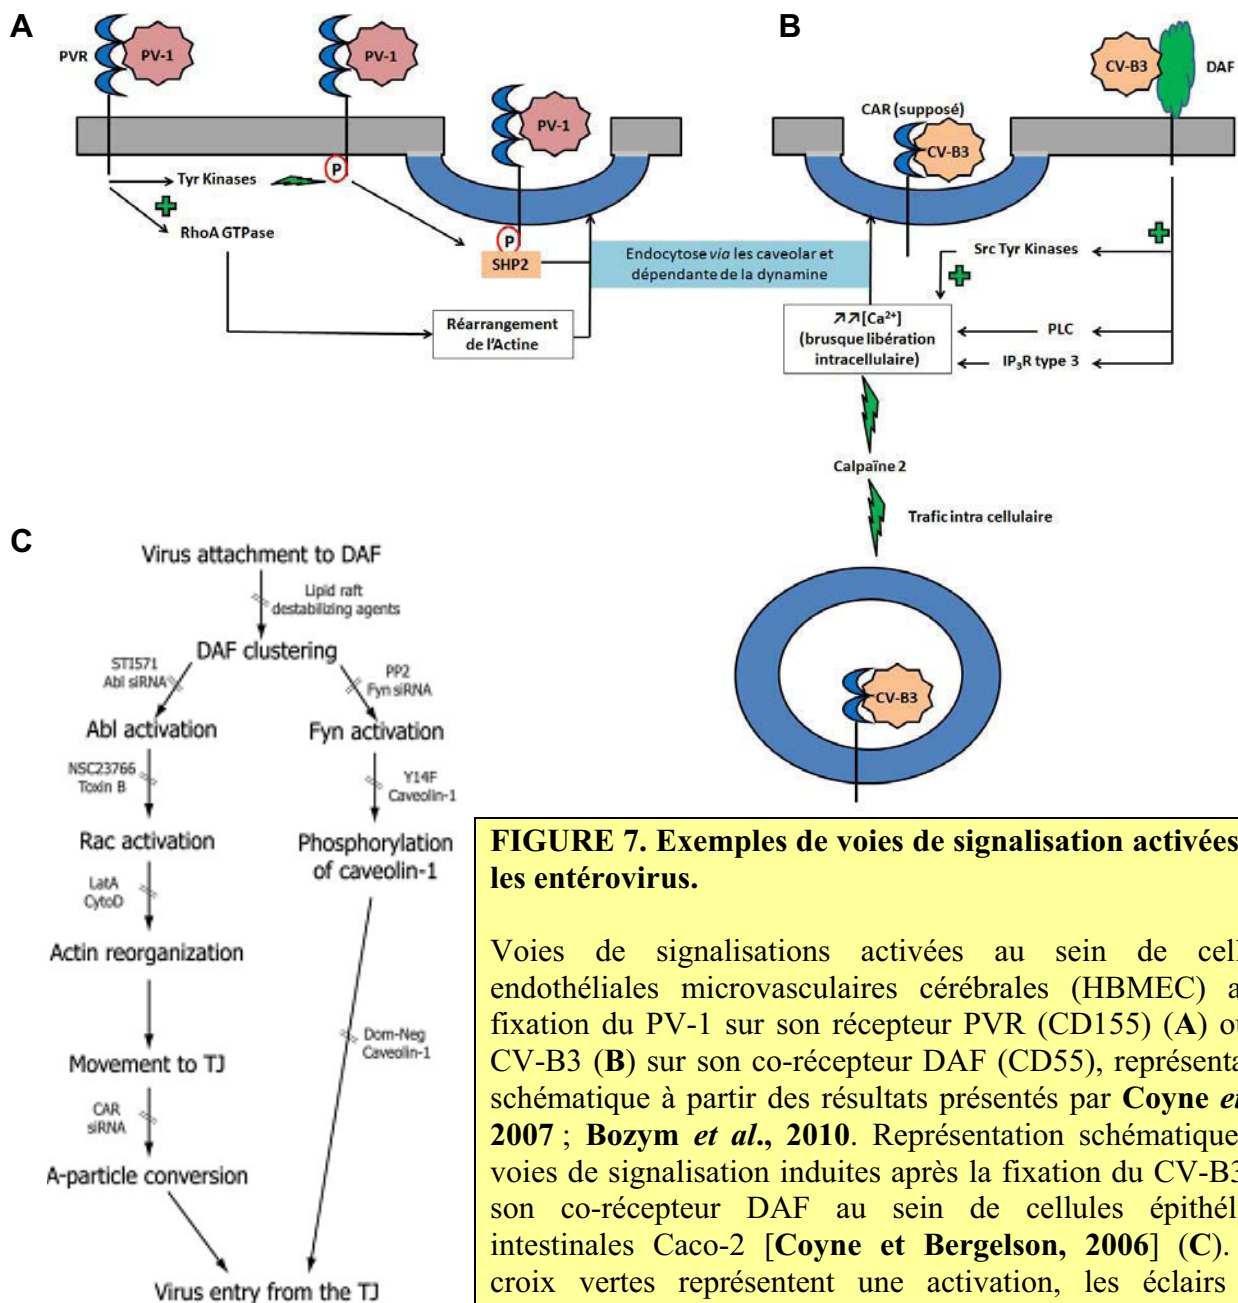 A
B
PVR
PV-1
PV-1
PV-1
CV-B3
DAF
CAR (supposé)
CV-B3
P
Tyr Kinases
RhoA GTPase
P
SHP2
Endocytose via les caveolar et
dépendante de la dynamine
Src Tyr Kinases
Réarrangement
de l'Actine
↗↗[Ca²⁺]
(brusque libération
intracellulaire)
PLC
IP₃R type 3
Calpaïne 2
Trafic intra cellulaire
CV-B3
C
Virus attachment to DAF
Lipid raft
destabilizing agents
DAF clustering
STI571
Abl siRNA
PP2
Fyn siRNA
Abl activation
Fyn activation
NSC23766
Toxin B
Y14F
Caveolin-1
Rac activation
Phosphorylation
of caveolin-1
LatA
CytoD
Actin reorganization
Dom-Neg
Caveolin-1
Movement to TJ
CAR
siRNA
A-particle conversion
Virus entry from the TJ
FIGURE 7. Exemples de voies de signalisation activées
les entérovirus.
Voies de signalisations activées au sein de cell
endothéliales microvasculaires cérébrales (HBMEC) a
fixation du PV-1 sur son récepteur PVR (CD155) (A) ou
CV-B3 (B) sur son co-récepteur DAF (CD55), représenta
schématique à partir des résultats présentés par Coyne et
2007 ; Bozym et al., 2010. Représentation schématique
voies de signalisation induites après la fixation du CV-B3
son co-récepteur DAF au sein de cellules épithéli
intestinales Caco-2 [Coyne et Bergelson, 2006] (C).
croix vertes représentent une activation, les éclairs